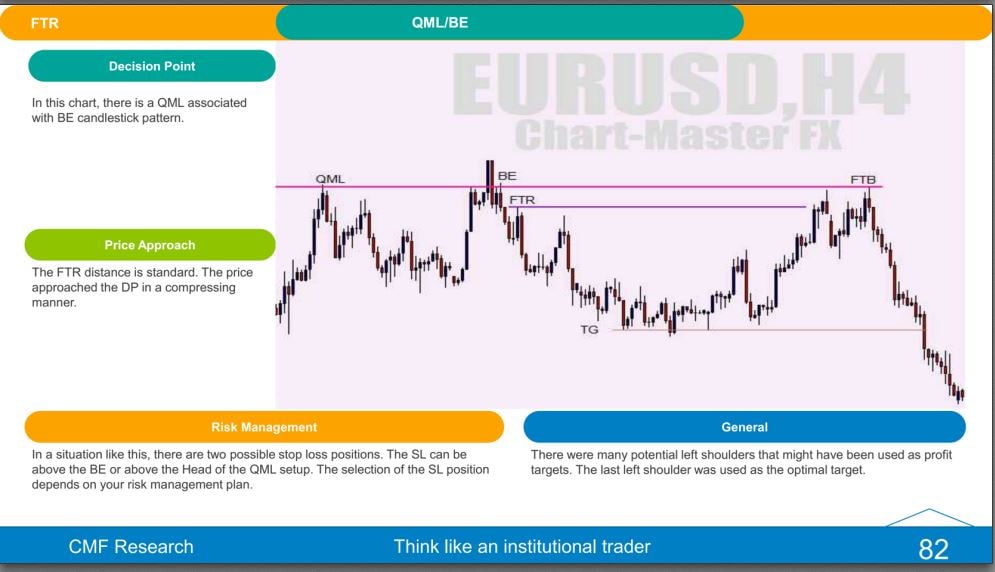 FTR
QML/BE
Decision Point
In this chart, there is a QML associated
with BE candlestick pattern.
EURUSD,H4
Chart-Master FX
QML
BE
FTB
FTR
Price Approach
The FTR distance is standard. The price
approached the DP in a compressing
manner.
TG
Risk Management
In a situation like this, there are two possible stop loss positions. The SL can be
above the BE or above the Head of the QML setup. The selection of the SL position
depends on your risk management plan.
General
There were many potential left shoulders that might have been used as profit
targets. The last left shoulder was used as the optimal target.
CMF Research
Think like an institutional trader
82